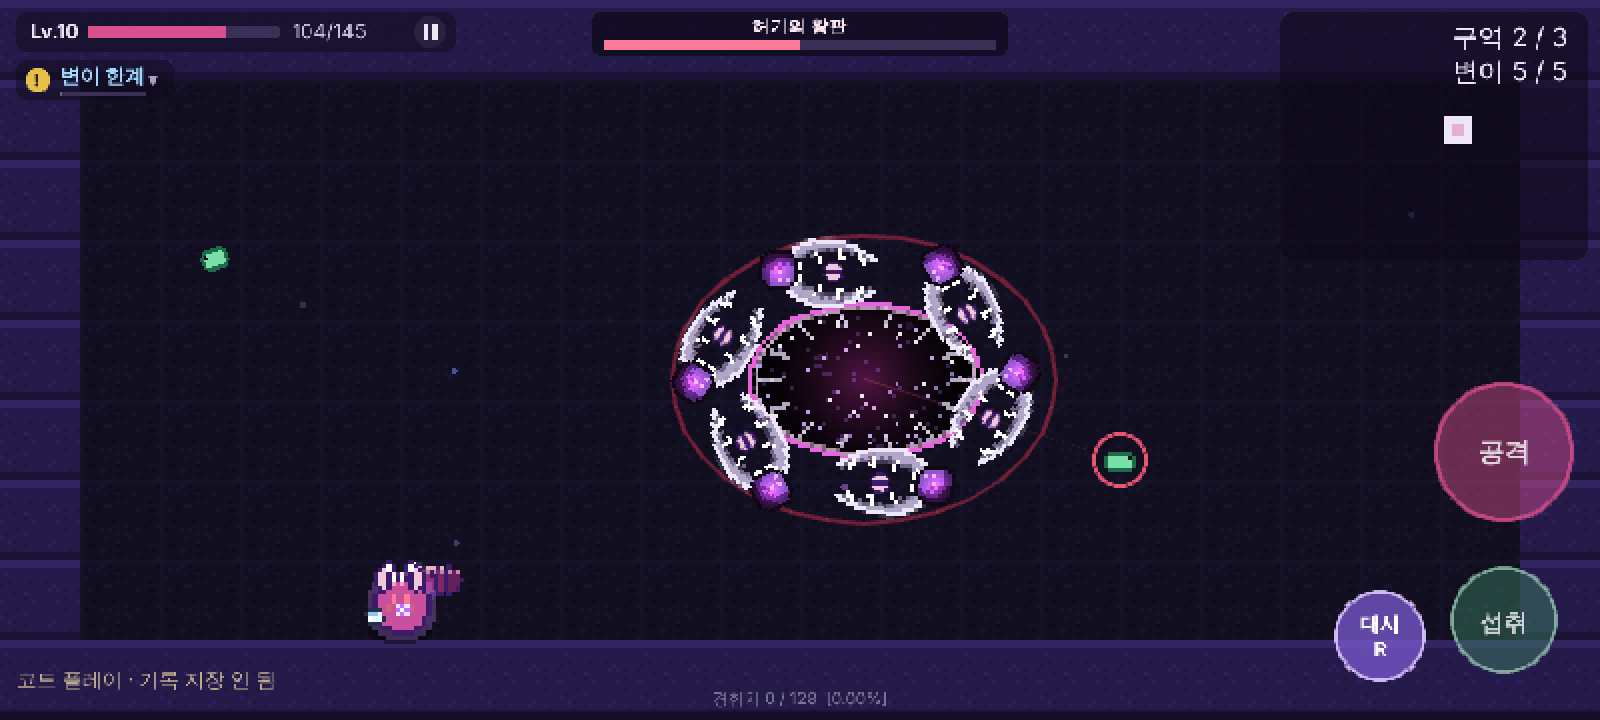 Lv.10 104/145
허기의 왕관
구역 2 / 3
변이 5 / 5
! 변이 한계
공격
대시
R
섭취
코드 플레이 · 기록 저장 안 됨
경험치 0 / 128 [0.00%]